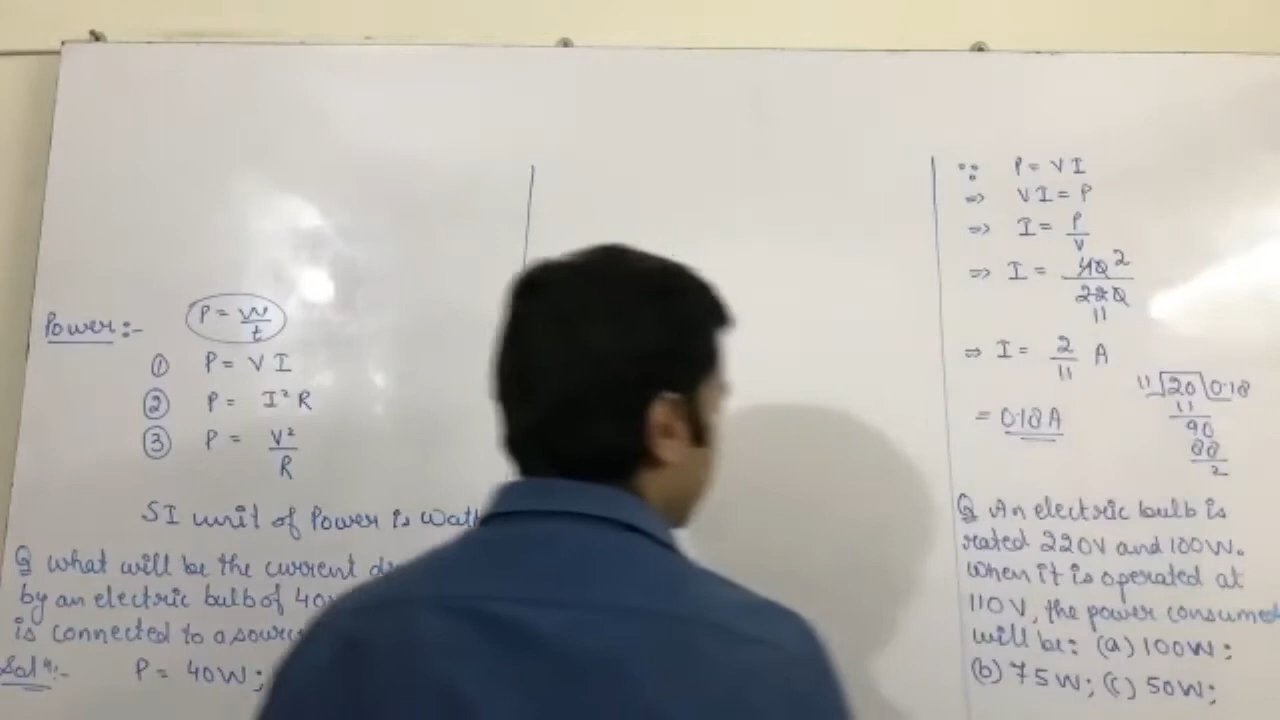 Power:- P = W/t
① P = V I
② P = I² R
③ P = V²/R
SI unit of Power is
Q What will be the current
by an electric bulb of
is connected to a
Solⁿ:- P = 40W;
∵ P = V I
⇒ V I = P
⇒ I = P/V
⇒ I = 40/220 2 11
⇒ I = 2/11 A
= 0.18A
11 20 0.18
11
90
88
2
Q An electric bulb is
rated 220V and 100W.
When it is operated at
110V, the power consumed
will be: (a) 100W;
(b) 75W; (c) 50W;